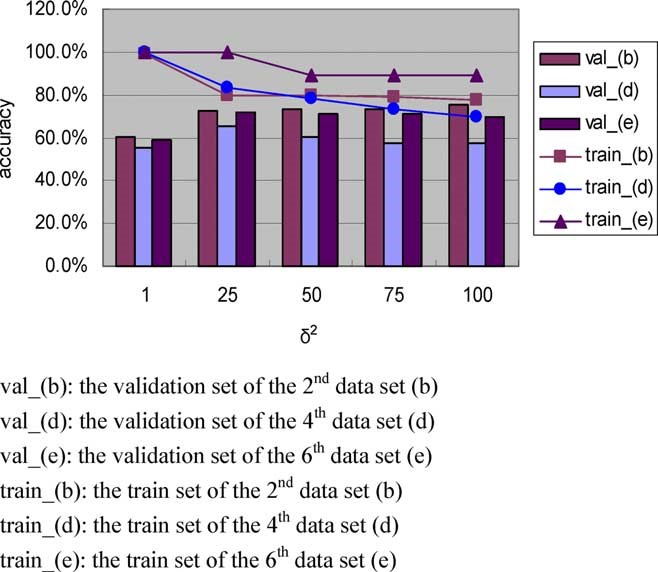 120.0%
100.0%
80.0%
60.0%
40.0%
20.0%
0.0%
accuracy
1 25 50 75 100
δ²
val_(b)
val_(d)
val_(e)
train_(b)
train_(d)
train_(e)
val_(b): the validation set of the 2nd data set (b)
val_(d): the validation set of the 4th data set (d)
val_(e): the validation set of the 6th data set (e)
train_(b): the train set of the 2nd data set (b)
train_(d): the train set of the 4th data set (d)
train_(e): the train set of the 6th data set (e)